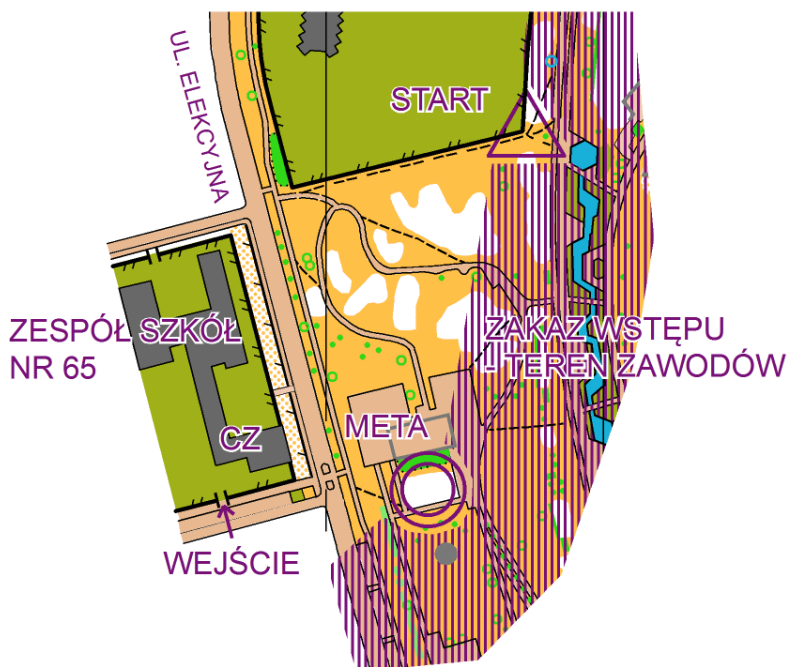 UL. ELEKCYJNA
START
ZESPÓŁ SZKÓŁ
NR 65
ZAKAZ WSTĘPU
- TEREN ZAWODÓW
CZ
META
WEJŚCIE